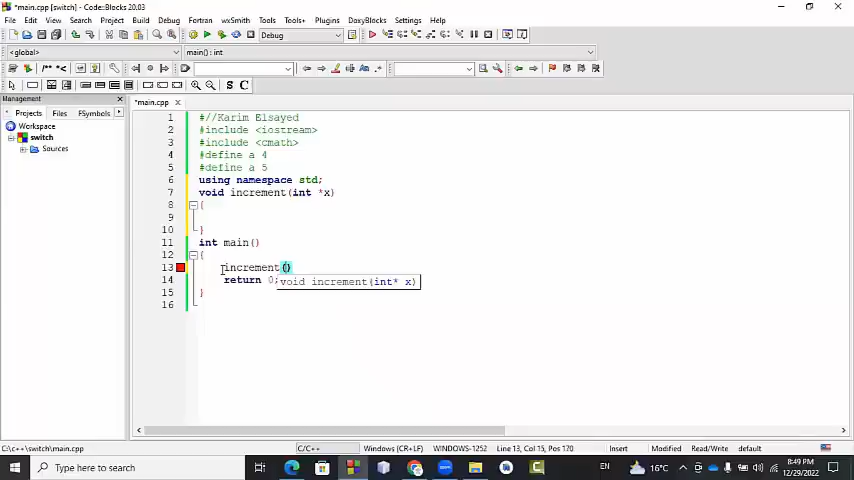 *main.cpp [switch] - Code::Blocks 20.03
File Edit View Search Project Build Debug Fortran wxSmith Tools Tools+ Plugins DoxyBlocks Settings Help
Debug
<global> main() : int
/** *< 
S C
Management
Projects Files FSymbols
Workspace
switch
Sources
*main.cpp
1 #//Karim Elsayed
2 #include <iostream>
3 #include <cmath>
4 #define a 4
5 #define a 5
6 using namespace std;
7 void increment(int *x)
8 {
9
10 }
11 int main()
12 {
13 increment()
14 return 0;
void increment(int* x)
15 }
16
C:\c++\switch\main.cpp C/C++ Windows (CR+LF) WINDOWS-1252 Line 13, Col 15, Pos 170 Insert Modified Read/Write default
Type here to search
16°C
EN
8:49 PM
12/29/2022